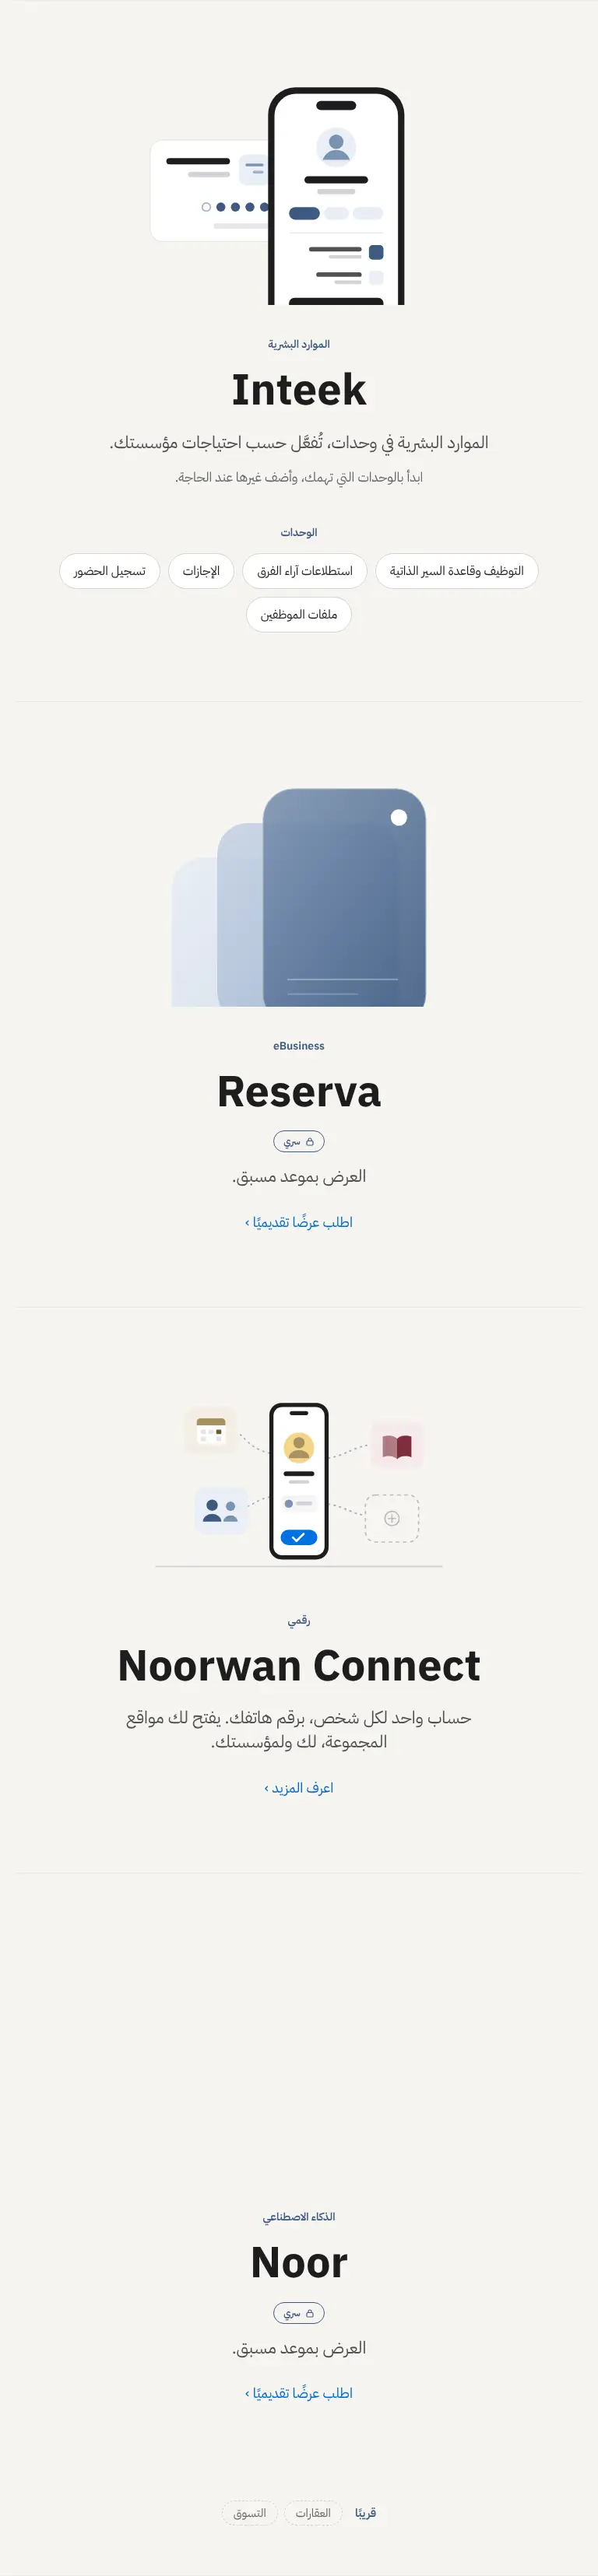 الموارد البشرية
Inteek
الموارد البشرية في وحدات، تُفعَّل حسب احتياجات مؤسستك.
ابدأ بالوحدات التي تهمك، وأضف غيرها عند الحاجة.
الوحدات
التوظيف وقاعدة السير الذاتية استطلاعات آراء الفرق الإجازات تسجيل الحضور
ملفات الموظفين
eBusiness
Reserva
سري
العرض بموعد مسبق.
اطلب عرضًا تقديميًا ›
رقمي
Noorwan Connect
حساب واحد لكل شخص، برقم هاتفك. يفتح لك مواقع
المجموعة، لك ولمؤسستك.
اعرف المزيد ›
الذكاء الاصطناعي
Noor
سري
العرض بموعد مسبق.
اطلب عرضًا تقديميًا ›
قريبًا العقارات التسوق